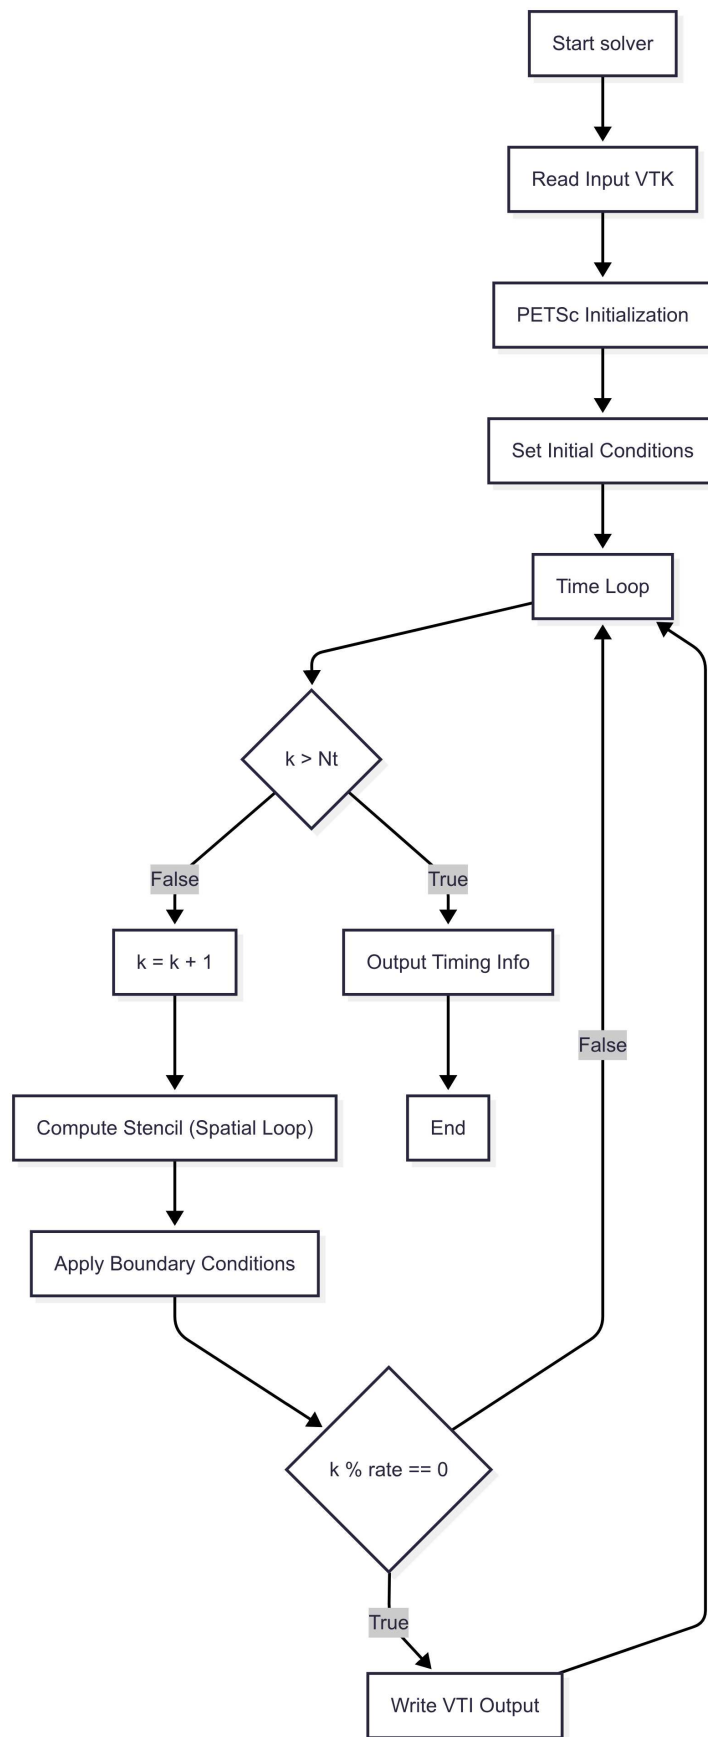 Start solver
Read Input VTK
PETSc Initialization
Set Initial Conditions
Time Loop
k > Nt
False
True
k = k + 1
Output Timing Info
False
Compute Stencil (Spatial Loop)
End
Apply Boundary Conditions
k % rate == 0
True
Write VTI Output